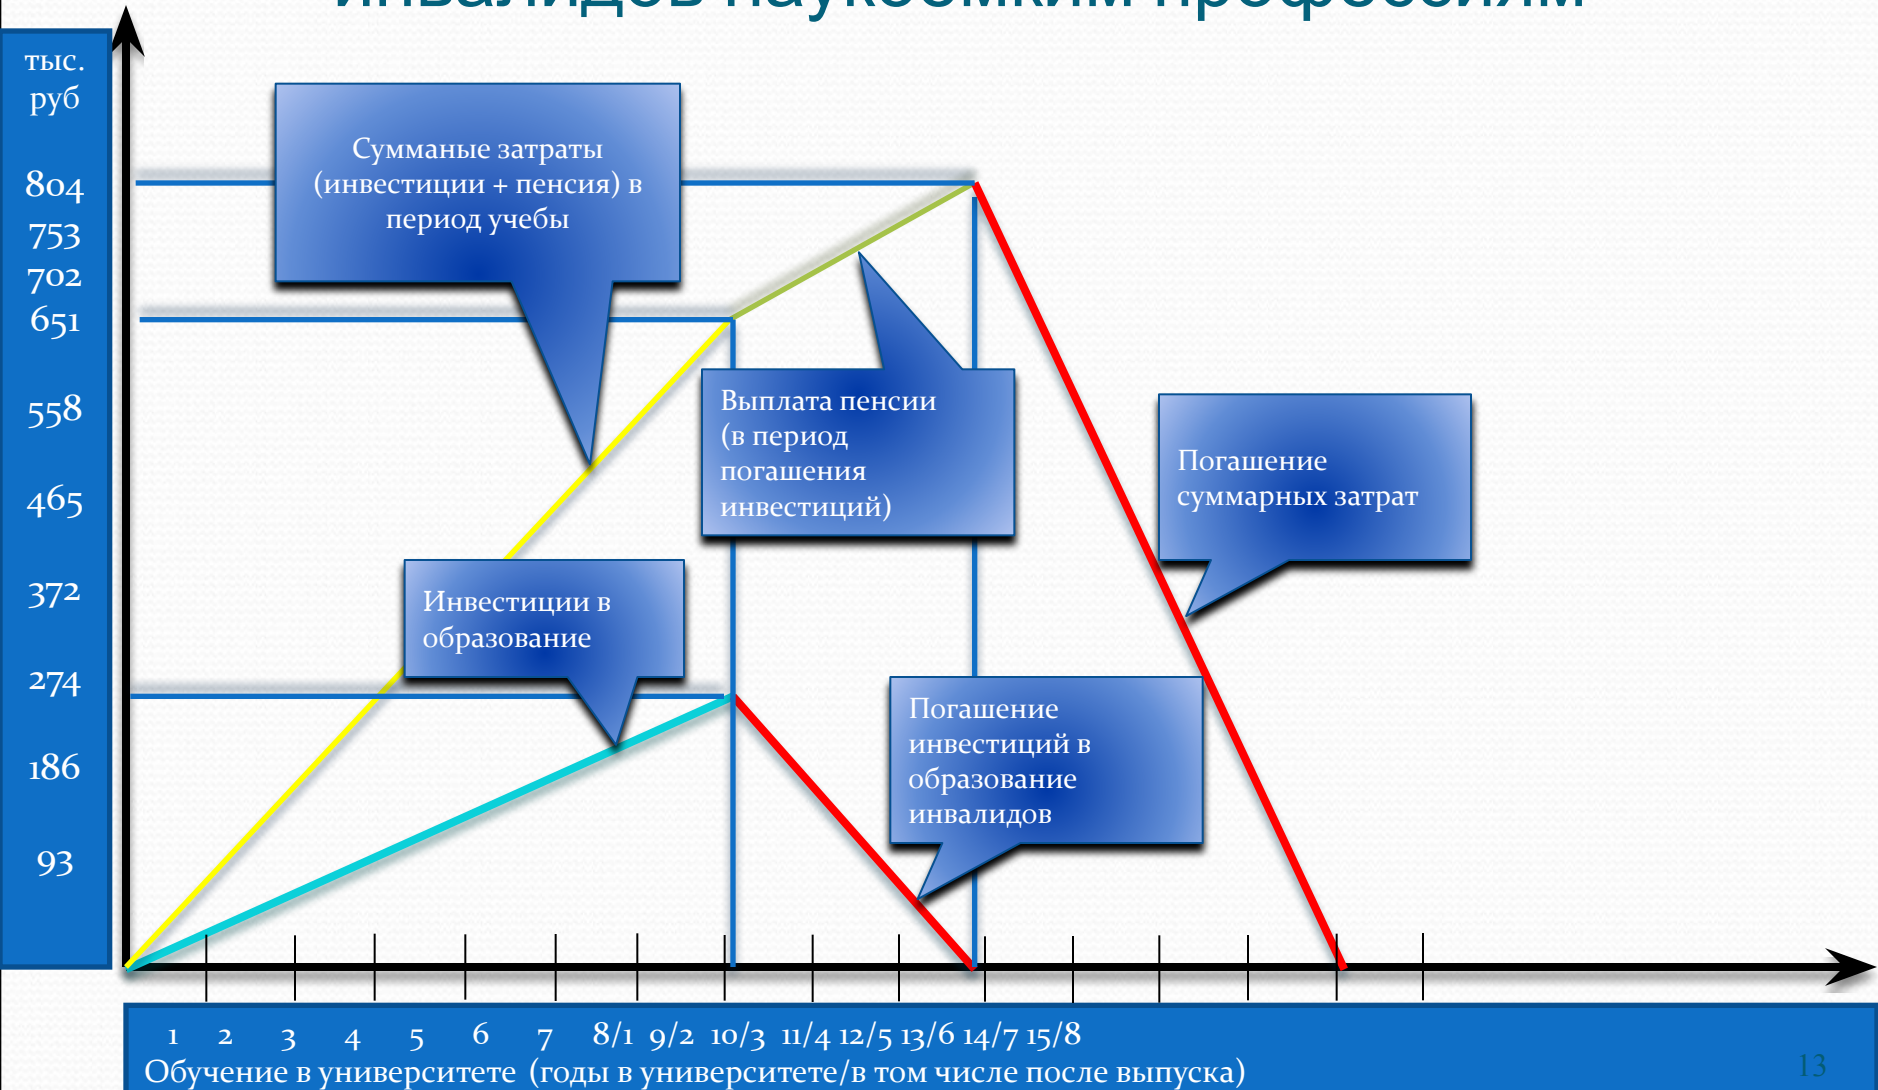 инвалидов наукоемким профессиям
тыс.
руб
804
753
702
651
558
465
372
274
186
93
Сумманые затраты
(инвестиции + пенсия) в
период учебы
Выплата пенсии
(в период
погашения
инвестиций)
Погашение
суммарных затрат
Инвестиции в
образование
Погашение
инвестиций в
образование
инвалидов
1 2 3 4 5 6 7 8/1 9/2 10/3 11/4 12/5 13/6 14/7 15/8
Обучение в университете (годы в университете/в том числе после выпуска)
13